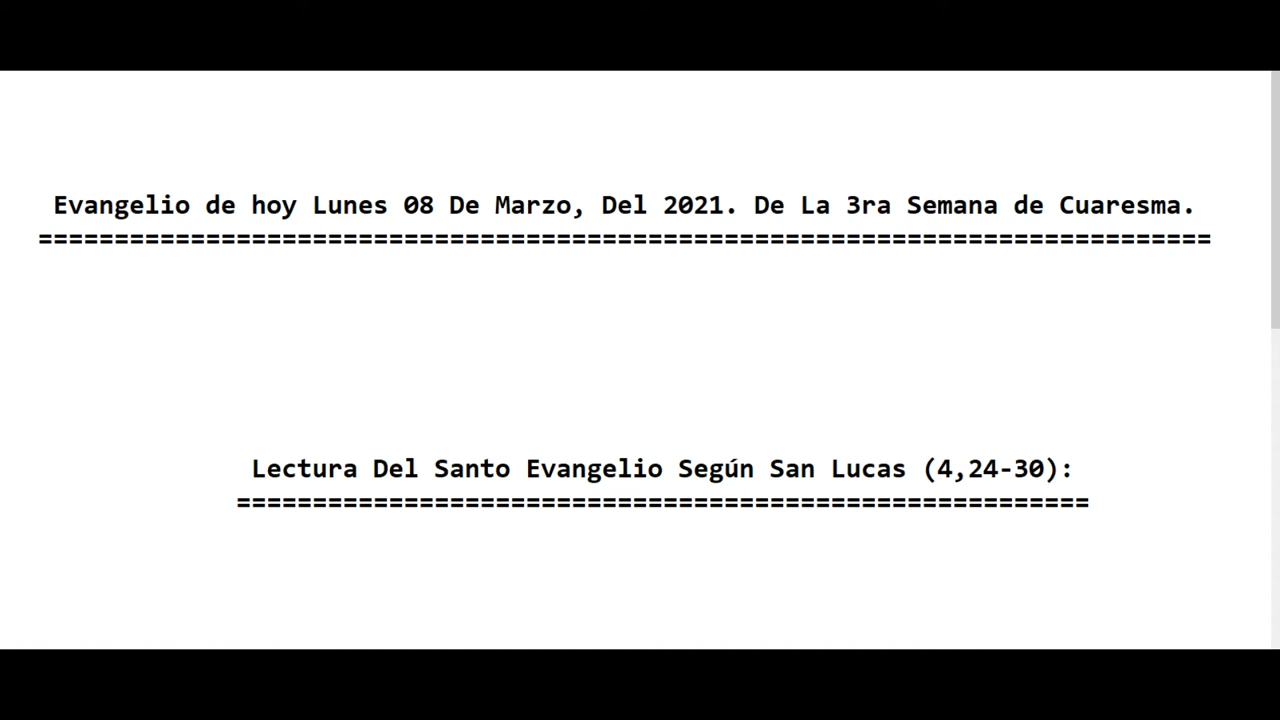 Evangelio de hoy Lunes 08 De Marzo, Del 2021. De La 3ra Semana de Cuaresma.
=============================================================================
Lectura Del Santo Evangelio Según San Lucas (4,24-30):
========================================================